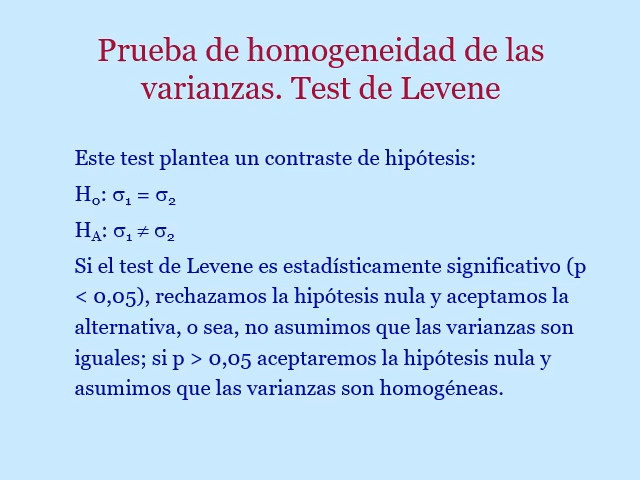 Prueba de homogeneidad de las
varianzas. Test de Levene
Este test plantea un contraste de hipótesis:
H₀: σ₁ = σ₂
Hₐ: σ₁ ≠ σ₂
Si el test de Levene es estadísticamente significativo (p
< 0,05), rechazamos la hipótesis nula y aceptamos la
alternativa, o sea, no asumimos que las varianzas son
iguales; si p > 0,05 aceptaremos la hipótesis nula y
asumimos que las varianzas son homogéneas.